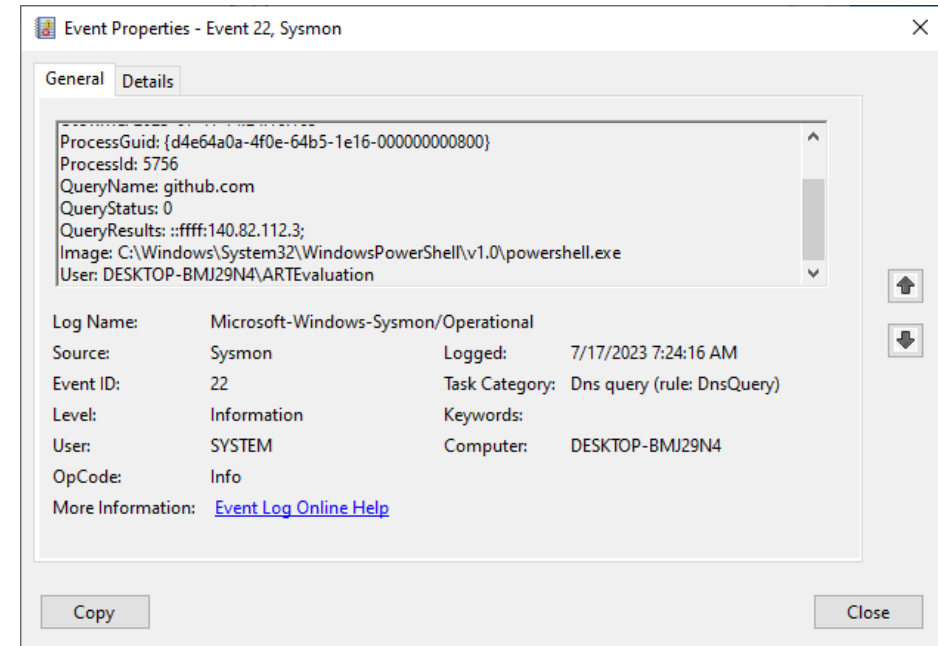 Event Properties - Event 22, Sysmon
General Details
ProcessGuid: {d4e64a0a-4f0e-64b5-1e16-000000000800}
ProcessId: 5756
QueryName: github.com
QueryStatus: 0
QueryResults: ::ffff:140.82.112.3;
Image: C:\Windows\System32\WindowsPowerShell\v1.0\powershell.exe
User: DESKTOP-BMJ29N4\ARTEvaluation
Log Name: Microsoft-Windows-Sysmon/Operational
Source: Sysmon Logged: 7/17/2023 7:24:16 AM
Event ID: 22 Task Category: Dns query (rule: DnsQuery)
Level: Information Keywords:
User: SYSTEM Computer: DESKTOP-BMJ29N4
OpCode: Info
More Information: Event Log Online Help
Copy Close